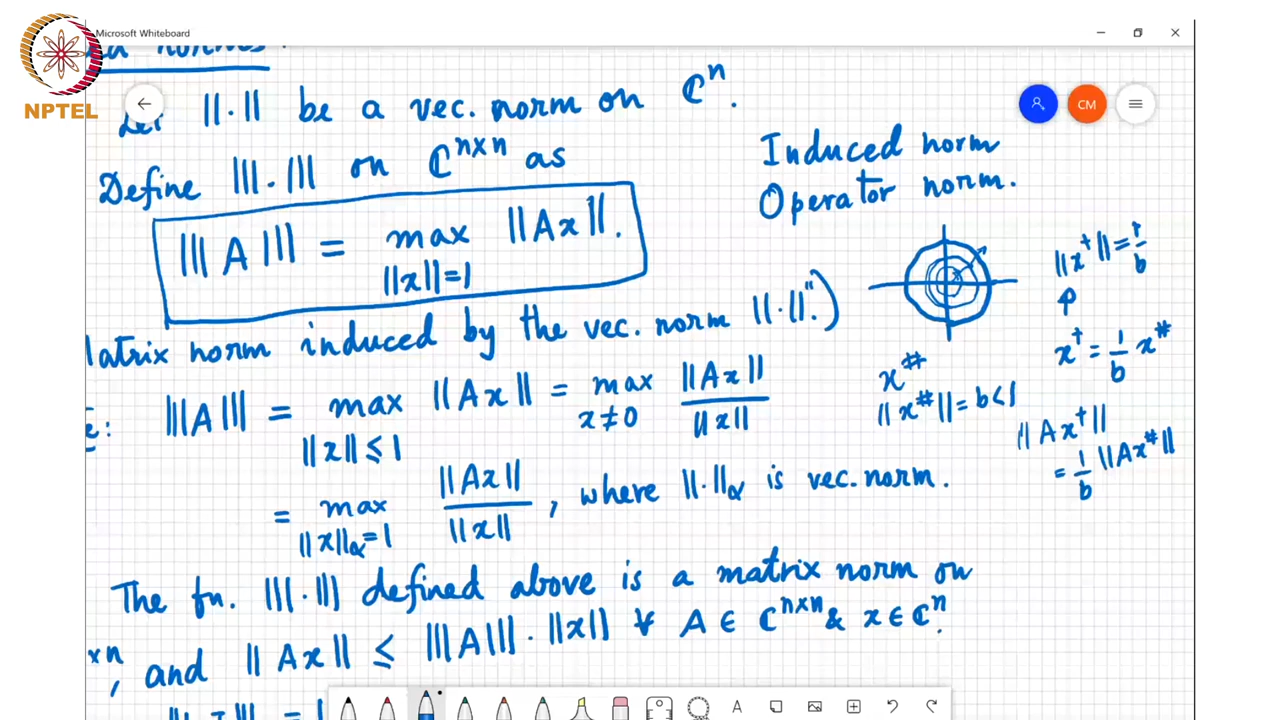 Microsoft Whiteboard
NPTEL
CM
norms.
Let ||·|| be a vec. norm on ℂⁿ.
Define |||·||| on ℂⁿˣⁿ as
|||A||| = max ||Ax||.
||x||=1
Matrix norm induced by the vec. norm ||·||".)
|||A||| = max ||Ax|| = max ||Ax|| / ||x||
||x|| ≤ 1 x≠0
= max ||Ax|| / ||x||, where ||·||α is vec. norm.
||x||α=1
The fn. |||·||| defined above is a matrix norm on
×n, and ||Ax|| ≤ |||A|||·||x|| ∀ A ∈ ℂⁿˣⁿ & x ∈ ℂⁿ.
Induced norm
Operator norm.
x^#
||x^#|| = b<1
||x^†|| = 1/b
x^† = 1/b x^#
||Ax^†||
= 1/b ||Ax^#||